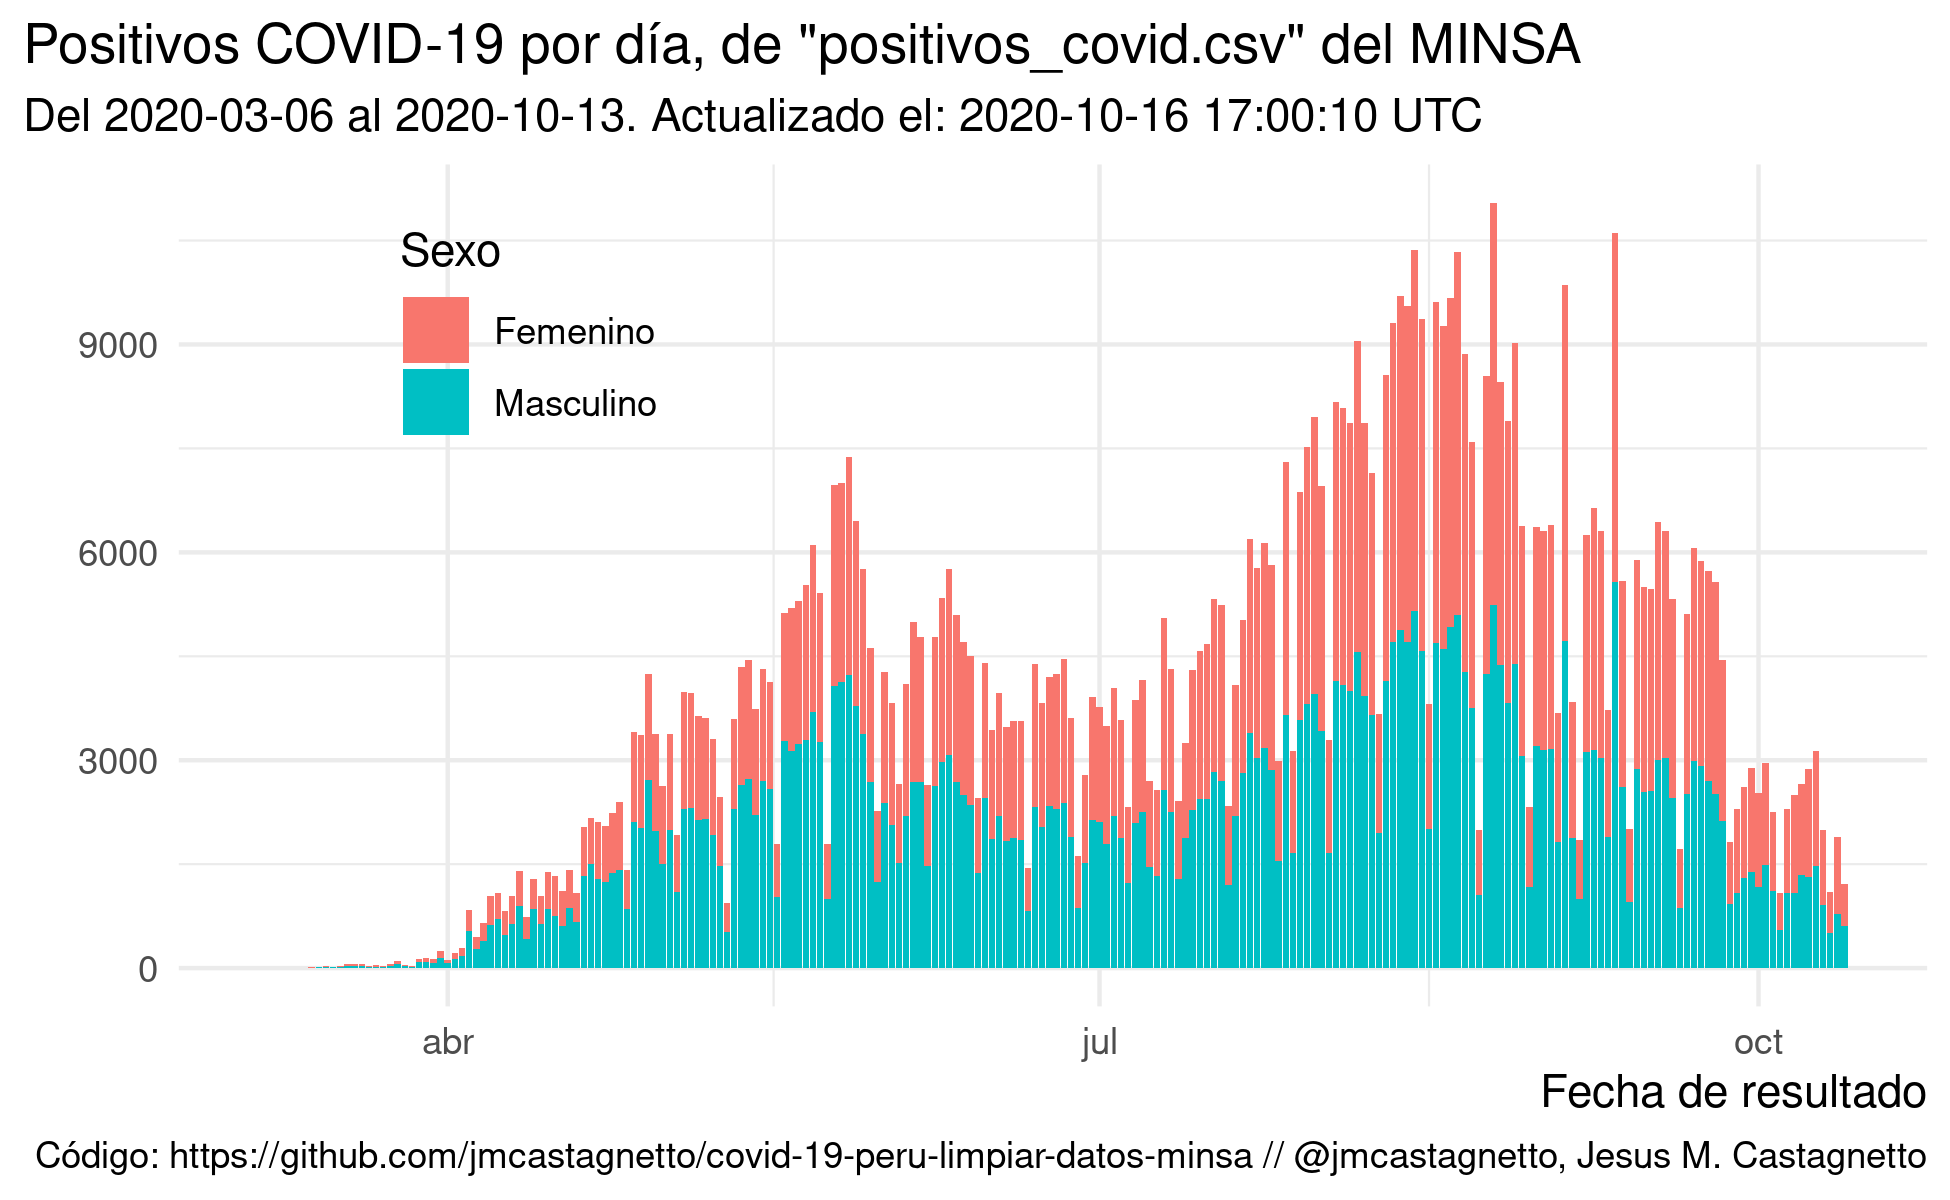 Positivos COVID-19 por día, de "positivos_covid.csv" del MINSA
Del 2020-03-06 al 2020-10-13. Actualizado el: 2020-10-16 17:00:10 UTC
Sexo
Femenino
Masculino
9000
6000
3000
0
abr jul oct
Fecha de resultado
Código: https://github.com/jmcastagnetto/covid-19-peru-limpiar-datos-minsa // @jmcastagnetto, Jesus M. Castagnetto